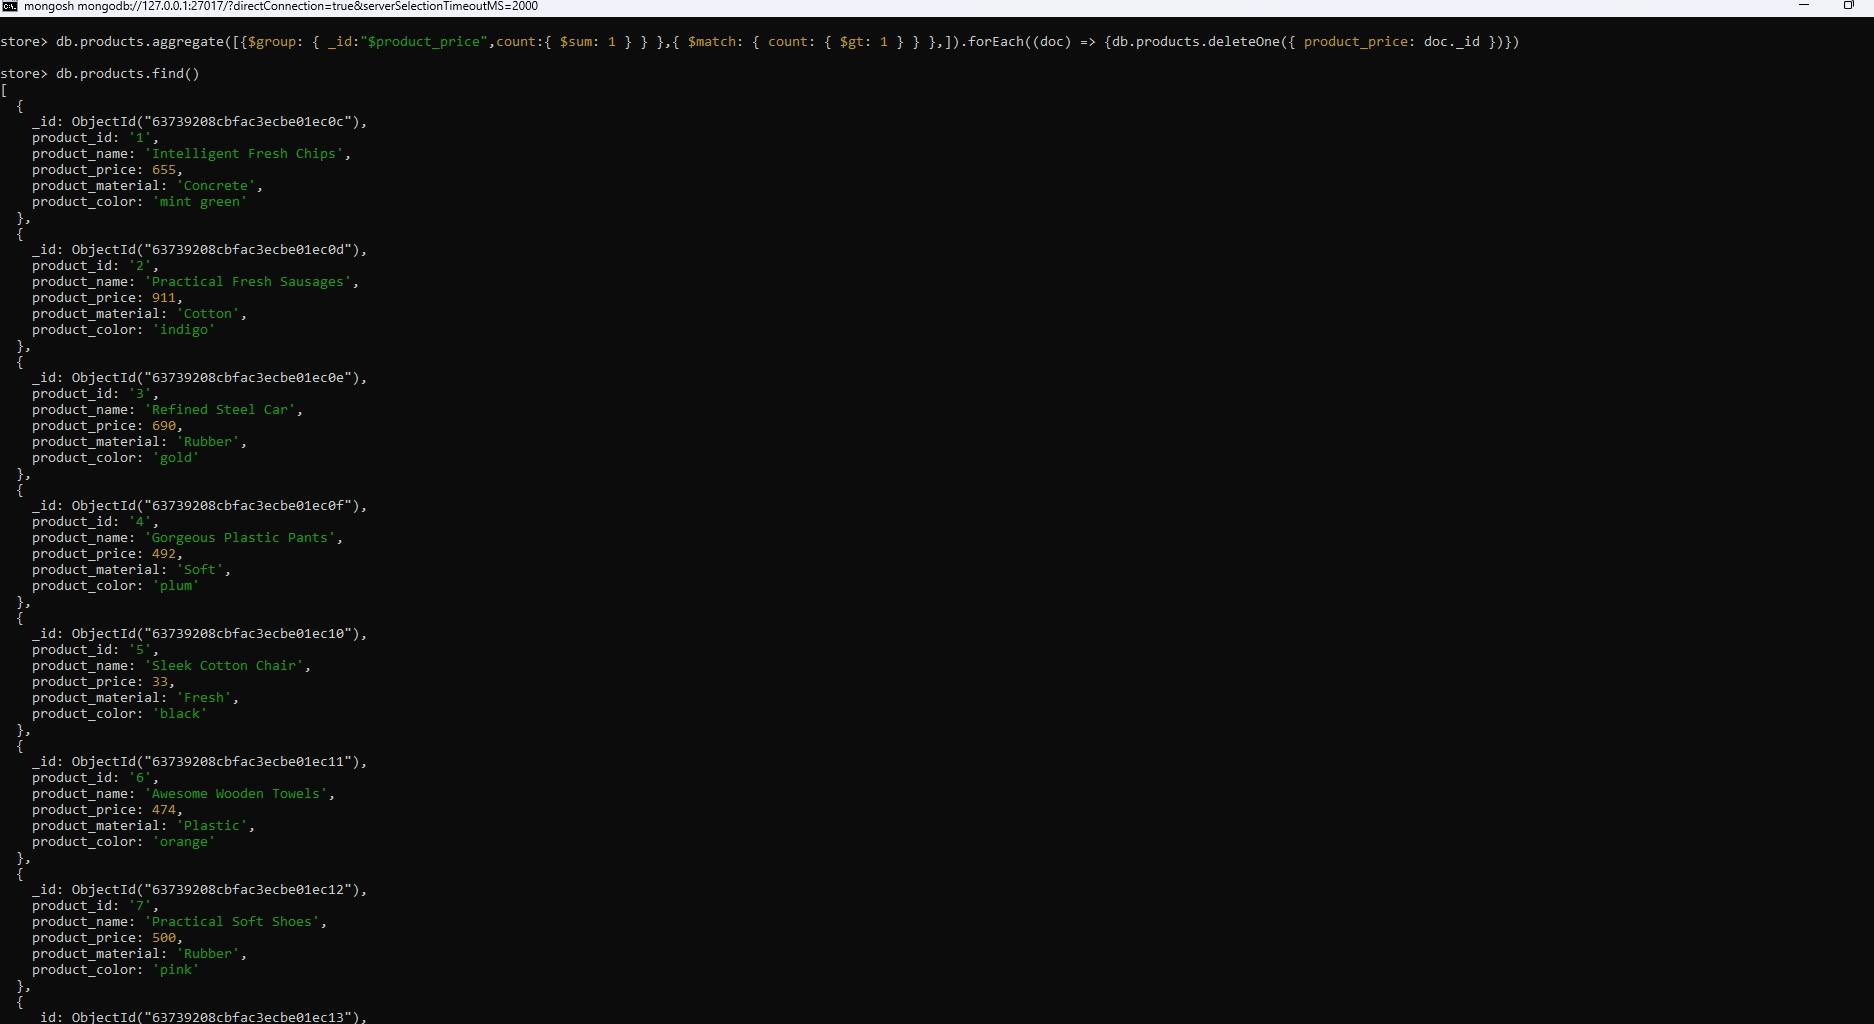 mongosh mongodb://127.0.0.1:27017/?directConnection=true&serverSelectionTimeoutMS=2000
store> db.products.aggregate([{$group: { _id:"$product_price",count:{ $sum: 1 } } },{ $match: { count: { $gt: 1 } } },]).forEach((doc) => {db.products.deleteOne({ product_price: doc._id })})
store> db.products.find()
[
  {
    _id: ObjectId("63739208cbfac3ecbe01ec0c"),
    product_id: '1',
    product_name: 'Intelligent Fresh Chips',
    product_price: 655,
    product_material: 'Concrete',
    product_color: 'mint green'
  },
  {
    _id: ObjectId("63739208cbfac3ecbe01ec0d"),
    product_id: '2',
    product_name: 'Practical Fresh Sausages',
    product_price: 911,
    product_material: 'Cotton',
    product_color: 'indigo'
  },
  {
    _id: ObjectId("63739208cbfac3ecbe01ec0e"),
    product_id: '3',
    product_name: 'Refined Steel Car',
    product_price: 690,
    product_material: 'Rubber',
    product_color: 'gold'
  },
  {
    _id: ObjectId("63739208cbfac3ecbe01ec0f"),
    product_id: '4',
    product_name: 'Gorgeous Plastic Pants',
    product_price: 492,
    product_material: 'Soft',
    product_color: 'plum'
  },
  {
    _id: ObjectId("63739208cbfac3ecbe01ec10"),
    product_id: '5',
    product_name: 'Sleek Cotton Chair',
    product_price: 33,
    product_material: 'Fresh',
    product_color: 'black'
  },
  {
    _id: ObjectId("63739208cbfac3ecbe01ec11"),
    product_id: '6',
    product_name: 'Awesome Wooden Towels',
    product_price: 474,
    product_material: 'Plastic',
    product_color: 'orange'
  },
  {
    _id: ObjectId("63739208cbfac3ecbe01ec12"),
    product_id: '7',
    product_name: 'Practical Soft Shoes',
    product_price: 500,
    product_material: 'Rubber',
    product_color: 'pink'
  },
  {
    id: ObjectId("63739208cbfac3ecbe01ec13"),